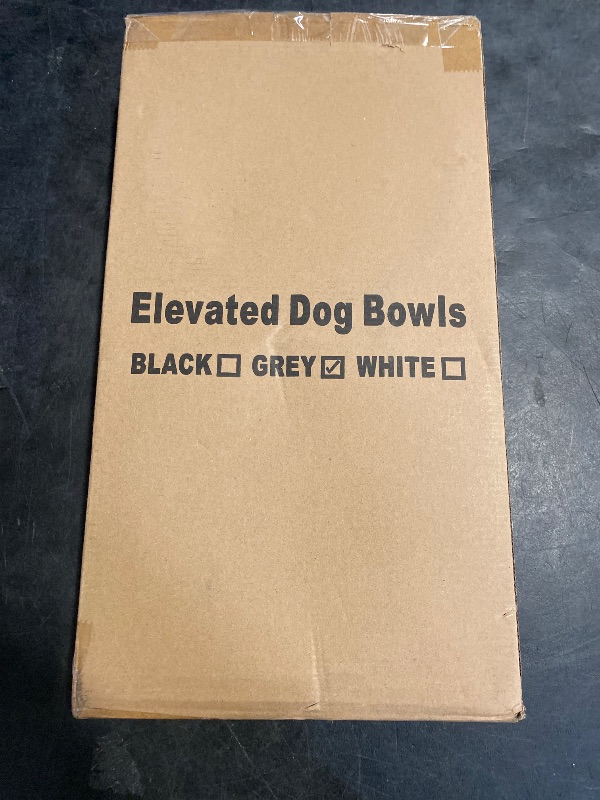 Elevated Dog Bowls
BLACK☐ GREY☑ WHITE☐